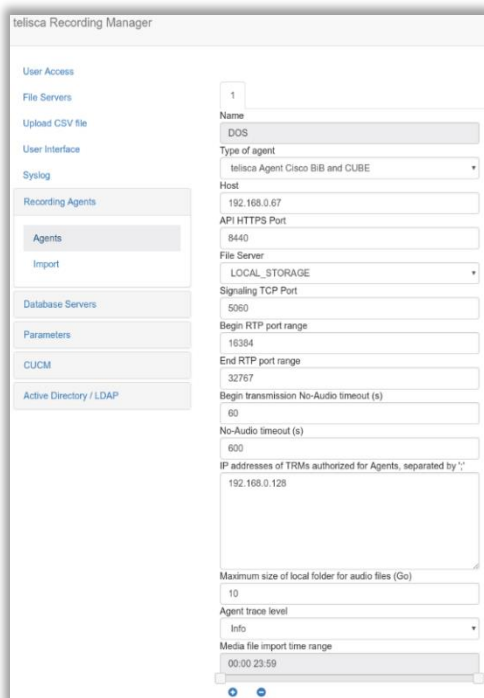 telisca Recording Manager
User Access
File Servers
Upload CSV file
User Interface
Syslog
Recording Agents
Agents
Import
Database Servers
Parameters
CUCM
Active Directory / LDAP
1
Name
DOS
Type of agent
telisca Agent Cisco BiB and CUBE
Host
192.168.0.67
API HTTPS Port
8440
File Server
LOCAL_STORAGE
Signaling TCP Port
5060
Begin RTP port range
16384
End RTP port range
32767
Begin transmission No-Audio timeout (s)
60
No-Audio timeout (s)
600
IP addresses of TRMs authorized for Agents, separated by ';'
192.168.0.128
Maximum size of local folder for audio files (Go)
10
Agent trace level
Info
Media file import time range
00:00 23:59